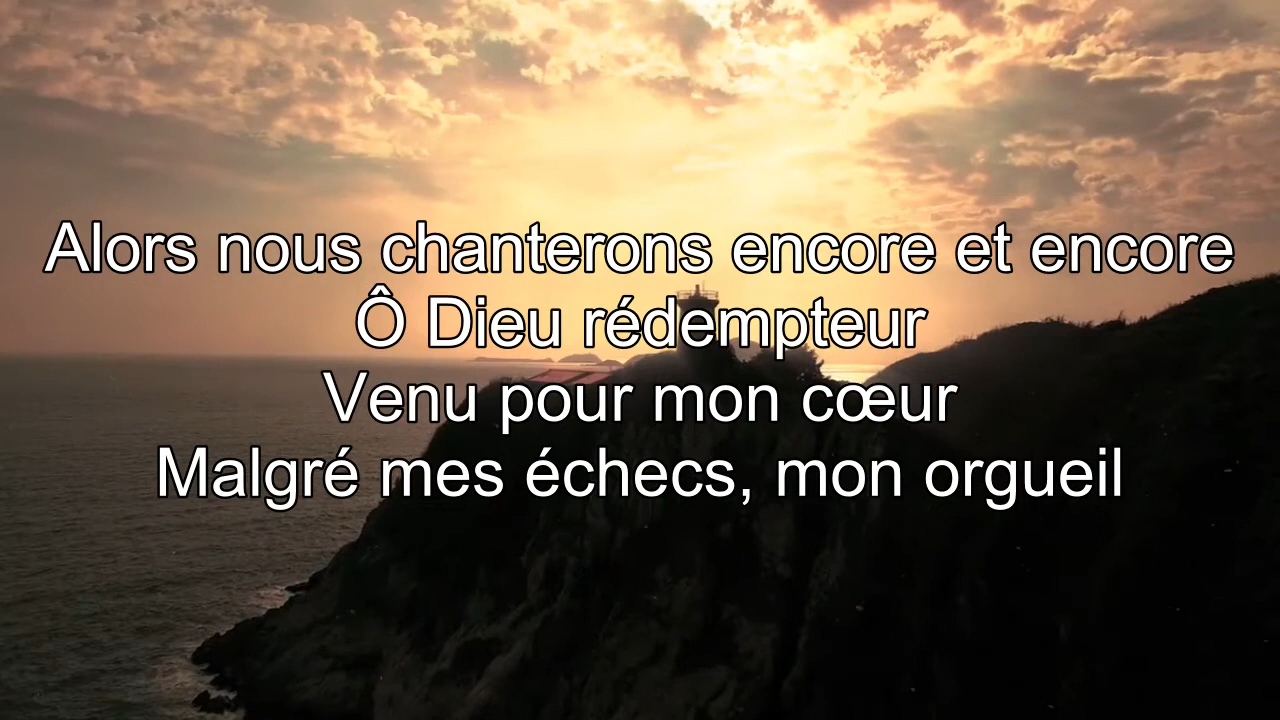 Alors nous chanterons encore et encore
Ô Dieu rédempteur
Venu pour mon cœur
Malgré mes échecs, mon orgueil